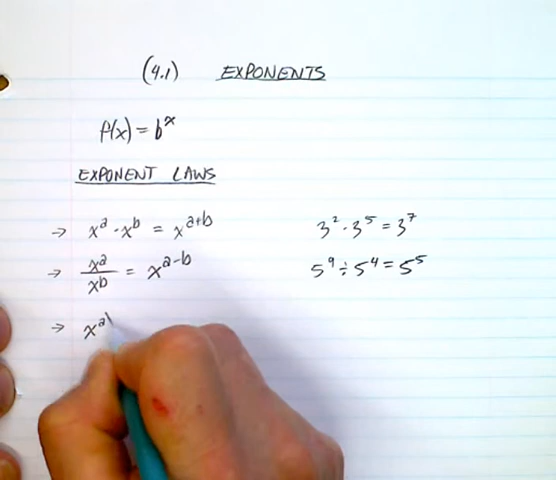 (4.1) EXPONENTS
f(x) = b^x
EXPONENT LAWS
→ x^a · x^b = x^{a+b} 3^2 · 3^5 = 3^7
→ x^a / x^b = x^{a-b} 5^9 ÷ 5^4 = 5^5
→ x^a